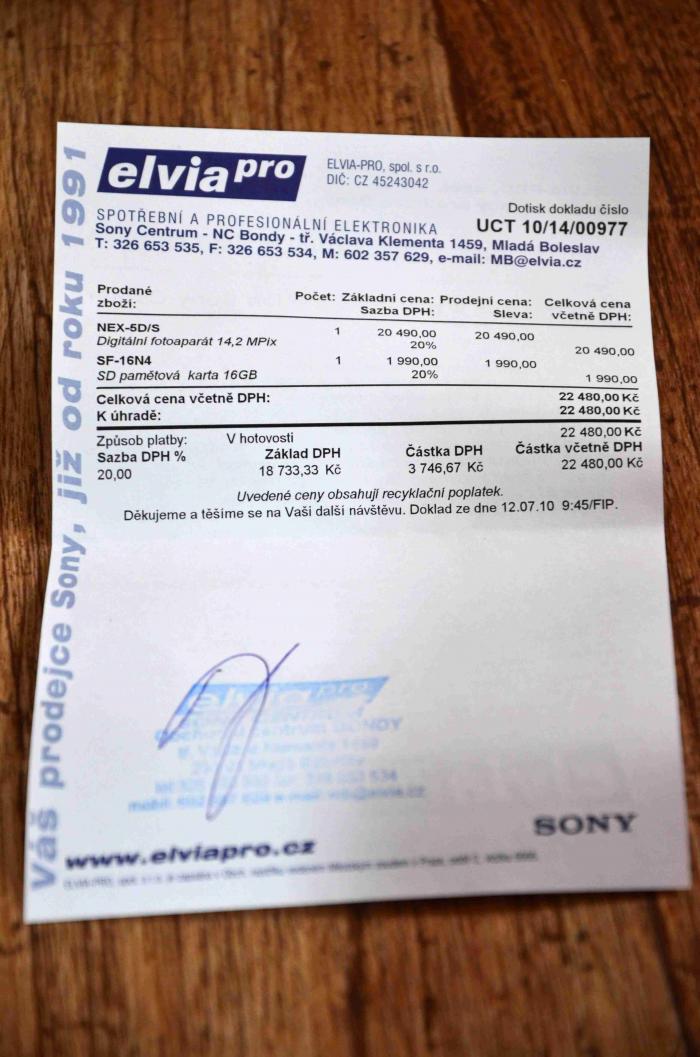 elvia pro
ELVIA-PRO, spol. s r.o.
DIČ: CZ 45243042
Dotisk dokladu číslo
SPOTŘEBNÍ A PROFESIONÁLNÍ ELEKTRONIKA
UCT 10/14/00977
Sony Centrum - NC Bondy - tř. Václava Klementa 1459, Mladá Boleslav
T: 326 653 535, F: 326 653 534, M: 602 357 629, e-mail: MB@elvia.cz
Prodané Počet: Základní cena: Prodejní cena: Celková cena
zboží: Sazba DPH: Sleva: včetně DPH:
NEX-5D/S 1 20 490,00 20 490,00
Digitální fotoaparát 14,2 MPix 20% 20 490,00
SF-16N4 1 1 990,00 1 990,00
SD pamětová karta 16GB 20% 1 990,00
Celková cena včetně DPH: 22 480,00 Kč
K úhradě: 22 480,00 Kč
Způsob platby: V hotovosti 22 480,00 Kč
Sazba DPH % Základ DPH Částka DPH Částka včetně DPH
20,00 18 733,33 Kč 3 746,67 Kč 22 480,00 Kč
Uvedené ceny obsahují recyklační poplatek.
Děkujeme a těšíme se na Vaši další návštěvu. Doklad ze dne 12.07.10 9:45/FIP.
Váš prodejce Sony, již od roku 1991
elvia pro
BONDY
SONY
www.elviapro.cz